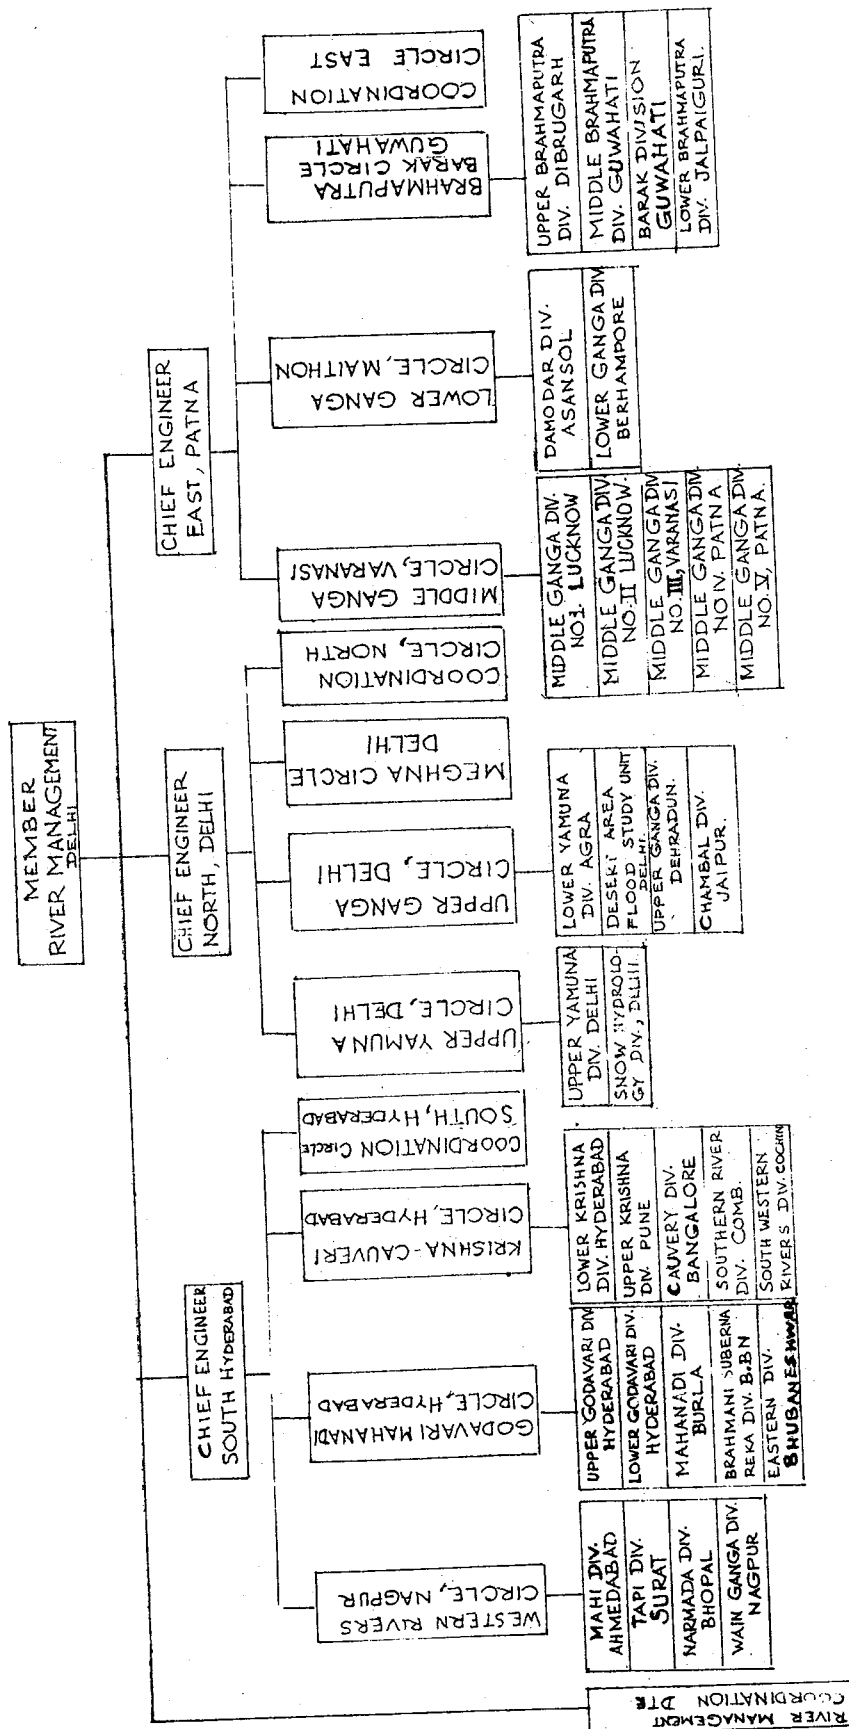 MEMBER
RIVER MANAGEMENT
DELHI
CHIEF ENGINEER
SOUTH HYDERABAD
CHIEF ENGINEER
NORTH, DELHI
CHIEF ENGINEER
EAST, PATNA
RIVER MANAGEMENT
COORDINATION DTE
WESTERN RIVERS
CIRCLE, NAGPUR
GODAVARI MAHANADI
CIRCLE, HYDERABAD
KRISHNA-CAUVERI
CIRCLE, HYDERABAD
COORDINATION CIRCLE
SOUTH, HYDERABAD
UPPER YAMUNA
CIRCLE, DELHI
UPPER GANGA
CIRCLE, DELHI
MEGHNA CIRCLE
DELHI
COORDINATION
CIRCLE, NORTH
MIDDLE GANGA
CIRCLE, VARANASI
LOWER GANGA
CIRCLE, MAITHON
BRAHMAPUTRA
BARAK CIRCLE
GUWAHATI
COORDINATION
CIRCLE EAST
MAHI DIV.
AHMEDABAD
TAPI DIV.
SURAT
NARMADA DIV.
BHOPAL
WAIN GANGA DIV.
NAGPUR
UPPER GODAVARI DIV
HYDERABAD
LOWER GODAVARI DIV.
HYDERABAD
MAHANADI DIV.
BURLA
BRAHMANI SUBERNA
REKA DIV. B.BN
EASTERN DIV.
BHUBANESHWAR
LOWER KRISHNA
DIV. HYDERABAD
UPPER KRISHNA
DIV. PUNE
CAUVERY DIV.
BANGALORE
SOUTHERN RIVER
DIV. COMB.
SOUTH WESTERN
RIVERS DIV. COCHIN
UPPER YAMUNA
DIV. DELHI
SNOW HYDROLO-
GY DIV., DELHI.
LOWER YAMUNA
DIV. AGRA
DESERT AREA
FLOOD STUDY UNIT
DELHI.
UPPER GANGA DIV.
DEHRADUN.
CHAMBAL DIV.
JAIPUR.
MIDDLE GANGA DIV.
NO1. LUCKNOW
MIDDLE GANGA DIV.
NO.II LUCKNOW.
MIDDLE GANGA DIV
NO.III, VARANASI
MIDDLE GANGA DIV.
NO IV. PATNA
MIDDLE GANGA DIV.
NO.V, PATNA.
DAMODAR DIV.
ASANSOL
LOWER GANGA DIV
BERHAMPORE
UPPER BRAHMAPUTRA
DIV. DIBRUGARH
MIDDLE BRAHMAPUTRA
DIV. GUWAHATI
BARAK DIVISION
GUWAHATI
LOWER BRAHMAPUTRA
DIV. JALPAIGURI.